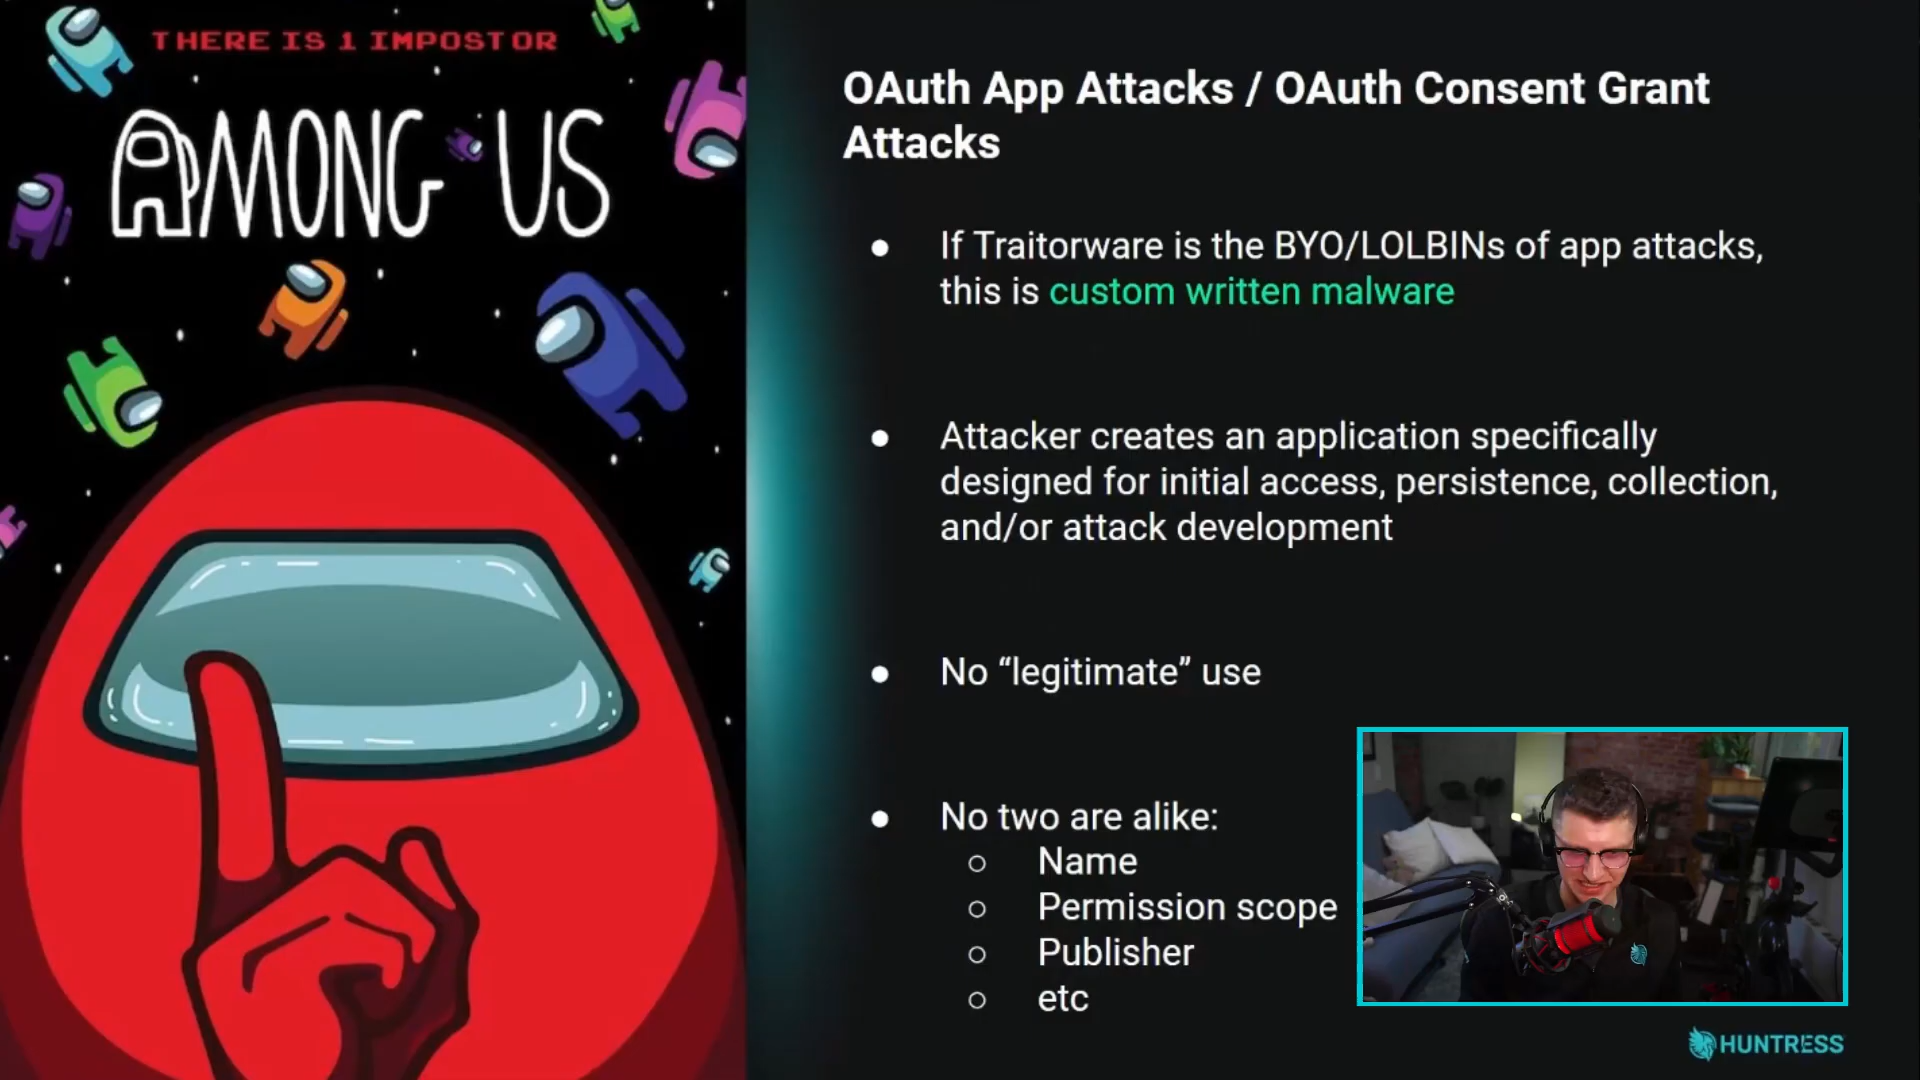 THERE IS 1 IMPOSTOR
AMONG US
OAuth App Attacks / OAuth Consent Grant
Attacks
● If Traitorware is the BYO/LOLBINs of app attacks,
this is custom written malware
● Attacker creates an application specifically
designed for initial access, persistence, collection,
and/or attack development
● No “legitimate” use
● No two are alike:
○ Name
○ Permission scope
○ Publisher
○ etc
HUNTRESS